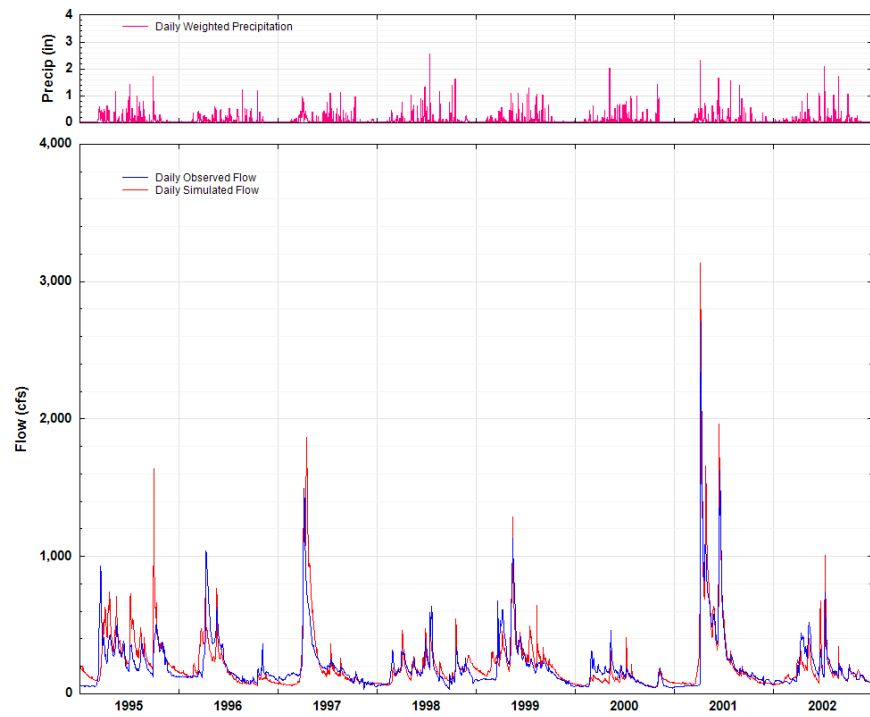 4
3
2
1
0
Precip (in)
Daily Weighted Precipitation
4,000
3,000
2,000
1,000
0
Flow (cfs)
Daily Observed Flow
Daily Simulated Flow
1995 1996 1997 1998 1999 2000 2001 2002